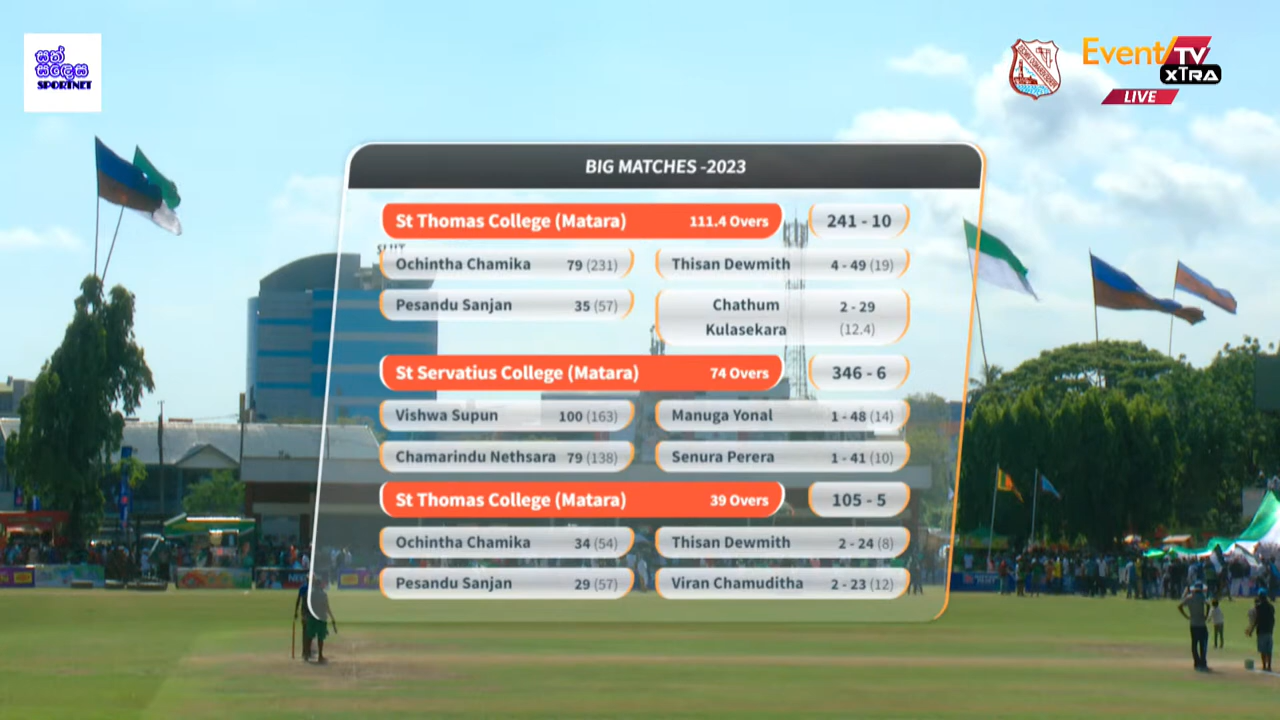 සත්
සඳෙස
SPORTNET
Event TV
XTRA
LIVE
BIG MATCHES -2023
St Thomas College (Matara) 111.4 Overs 241 - 10
Ochintha Chamika 79 (231) Thisan Dewmith 4 - 49 (19)
Pesandu Sanjan 35 (57) Chathum 2 - 29
Kulasekara (12.4)
St Servatius College (Matara) 74 Overs 346 - 6
Vishwa Supun 100 (163) Manuga Yonal 1 - 48 (14)
Chamarindu Nethsara 79 (138) Senura Perera 1 - 41 (10)
St Thomas College (Matara) 39 Overs 105 - 5
Ochintha Chamika 34 (54) Thisan Dewmith 2 - 24 (8)
Pesandu Sanjan 29 (57) Viran Chamuditha 2 - 23 (12)